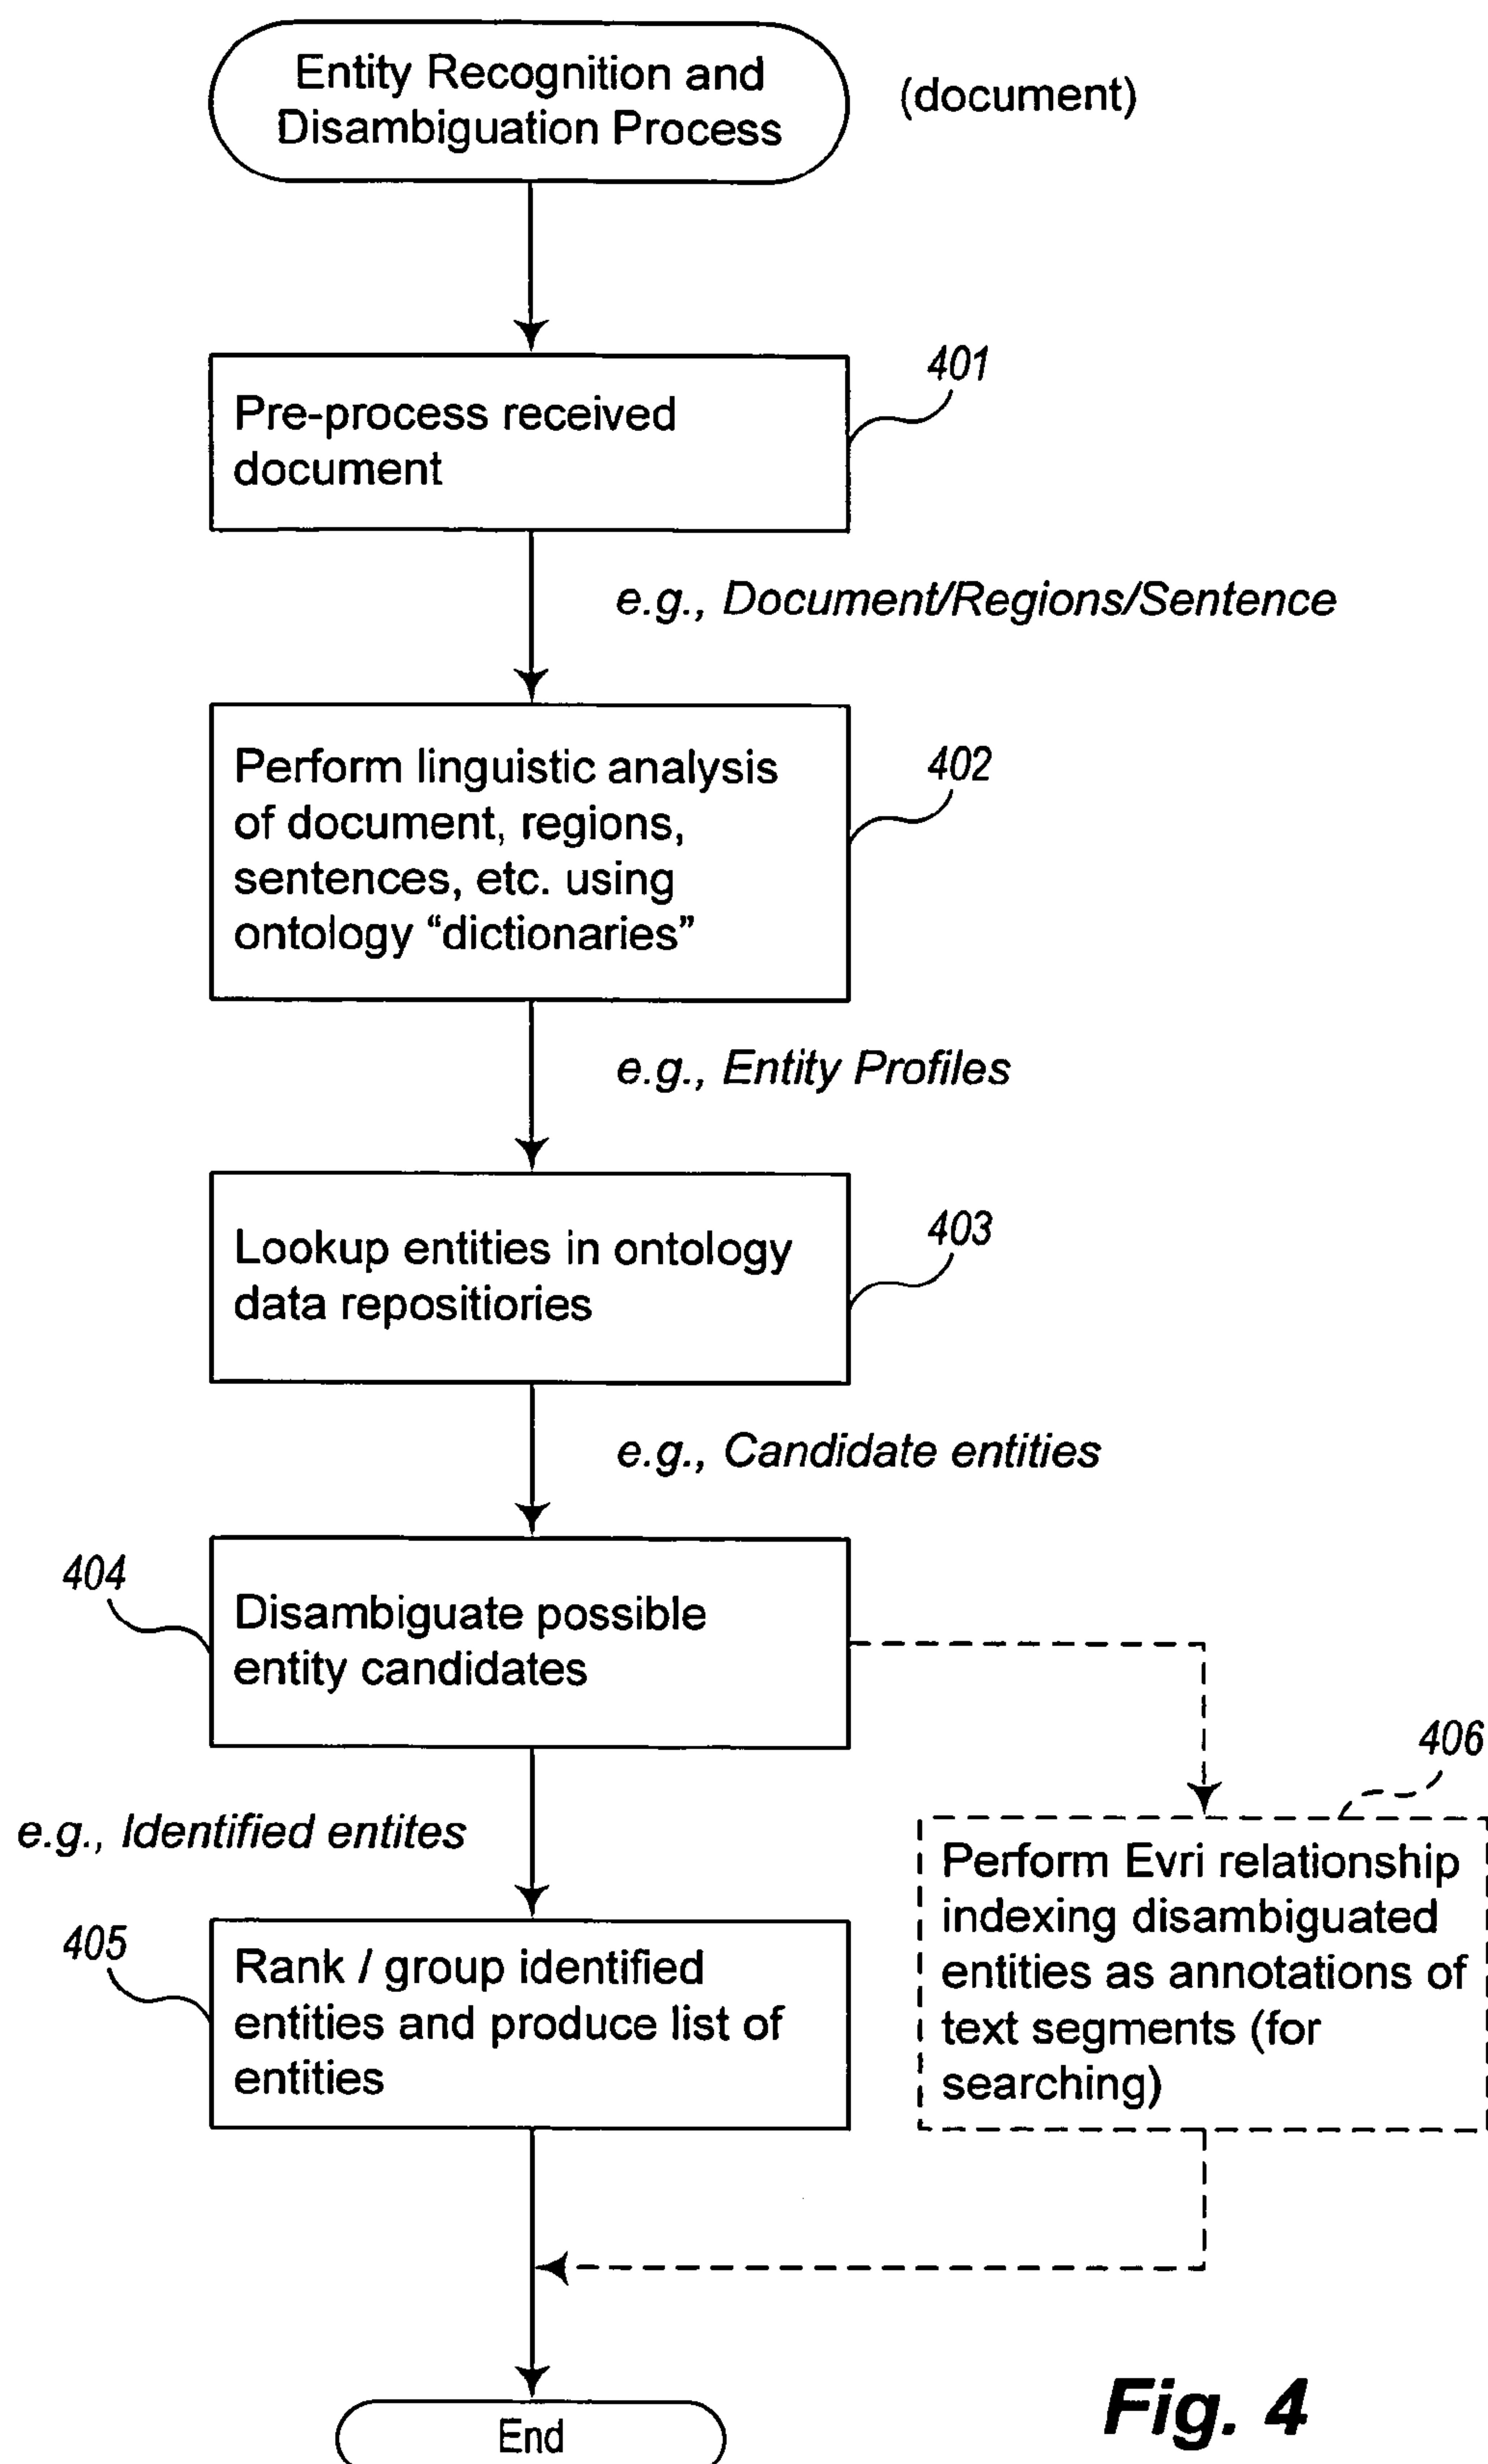 Entity Recognition and
Disambiguation Process
(document)
401
Pre-process received
document
e.g., Document/Regions/Sentence
402
Perform linguistic analysis
of document, regions,
sentences, etc. using
ontology “dictionaries”
e.g., Entity Profiles
403
Lookup entities in ontology
data repositiories
e.g., Candidate entities
404
Disambiguate possible
entity candidates
406
e.g., Identified entites
Perform Evri relationship
indexing disambiguated
entities as annotations of
text segments (for
searching)
405
Rank / group identified
entities and produce list of
entities
End
Fig. 4